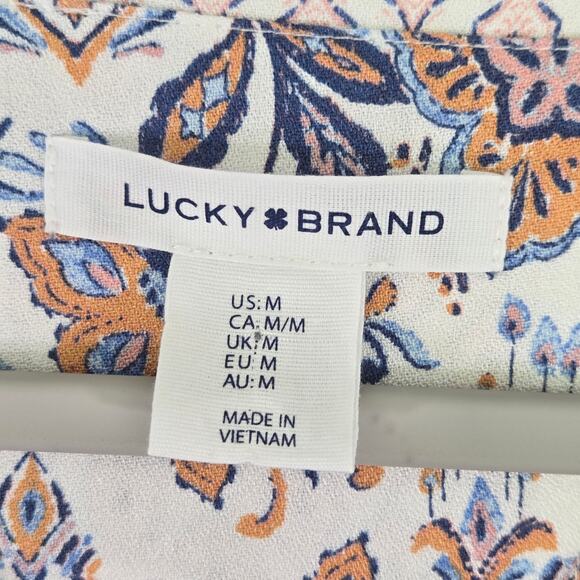 LUCKY BRAND
US: M
CA: M/M
UK: M
EU: M
AU: M
MADE IN
VIETNAM